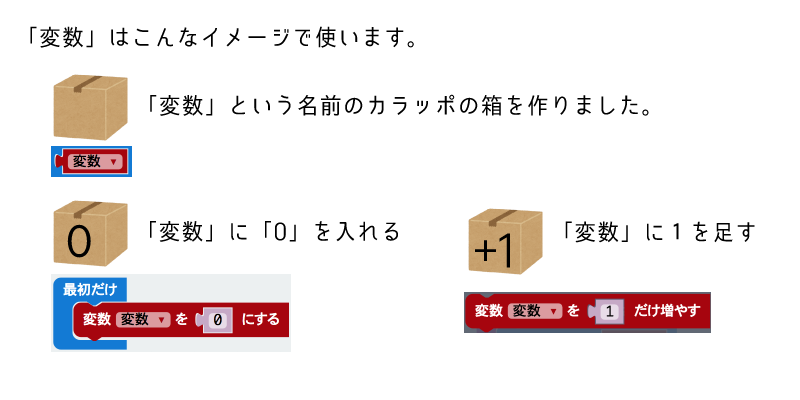 「変数」はこんなイメージで使います。
「変数」という名前のカラッポの箱を作りました。
変数 ▼
0
「変数」に「0」を入れる
最初だけ
変数 変数 ▼ を 0 にする
+1
「変数」に1を足す
変数 変数 ▼ を 1 だけ増やす